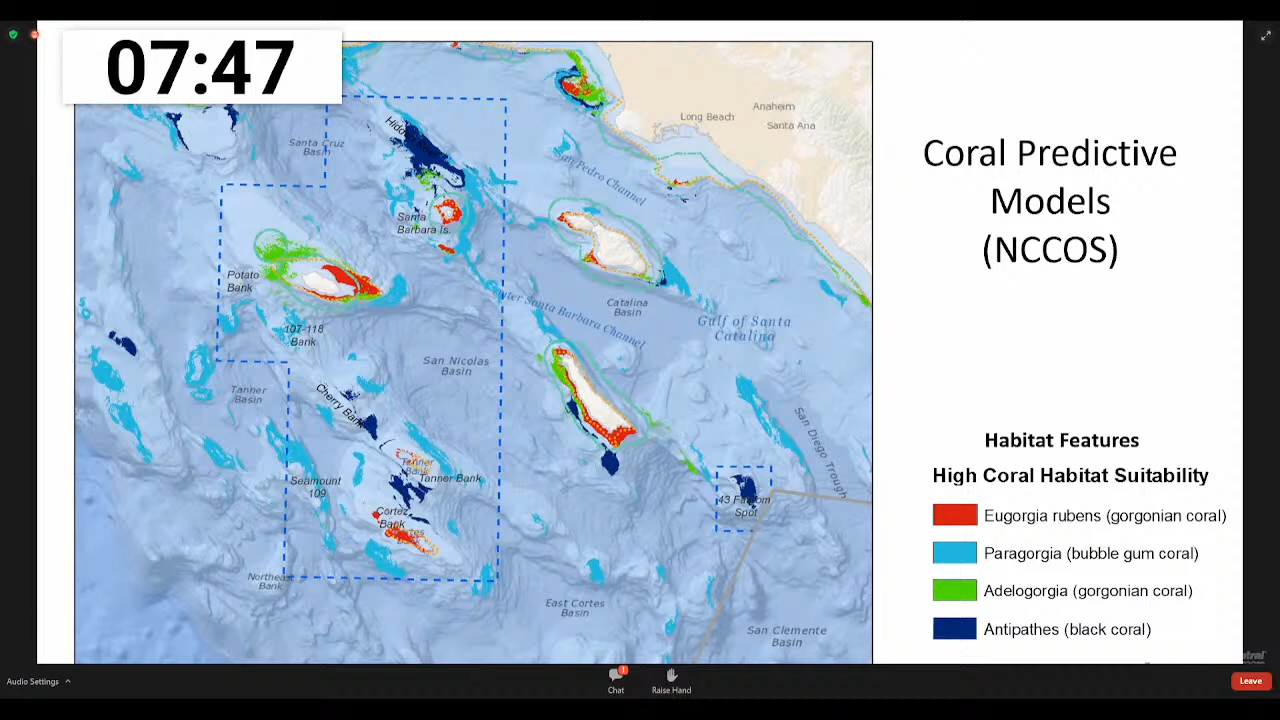 07:47
Long Beach
Anaheim
Santa Ana
Santa Cruz
Basin
San Pedro Channel
Santa
Barbara Is.
Potato
Bank
Catalina
Basin
Gulf of Santa
Catalina
107-118
Bank
San Nicolas
Basin
Tanner
Basin
Cherry Bank
San Diego Trough
Tanner
Bank
Tanner Bank
Seamount
109
Cortez
Bank
43 Fathom
Spot
Northeast
Bank
East Cortes
Basin
San Clemente
Basin
Coral Predictive
Models
(NCCOS)
Habitat Features
High Coral Habitat Suitability
Eugorgia rubens (gorgonian coral)
Paragorgia (bubble gum coral)
Adelogorgia (gorgonian coral)
Antipathes (black coral)
Audio Settings
1
Chat
Raise Hand
Leave